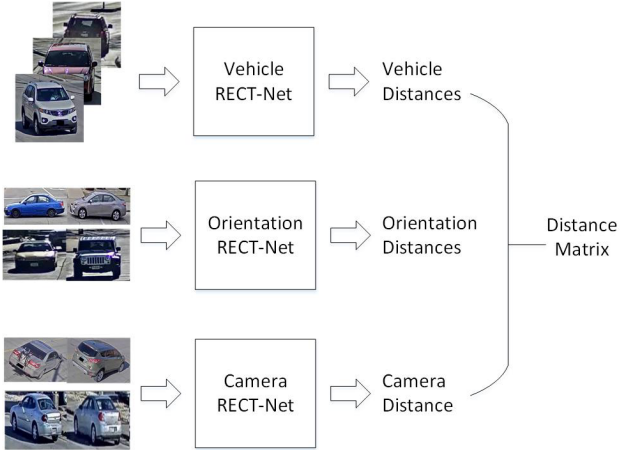 Vehicle
RECT-Net
Vehicle
Distances
Orientation
RECT-Net
Orientation
Distances
Distance
Matrix
Camera
RECT-Net
Camera
Distance